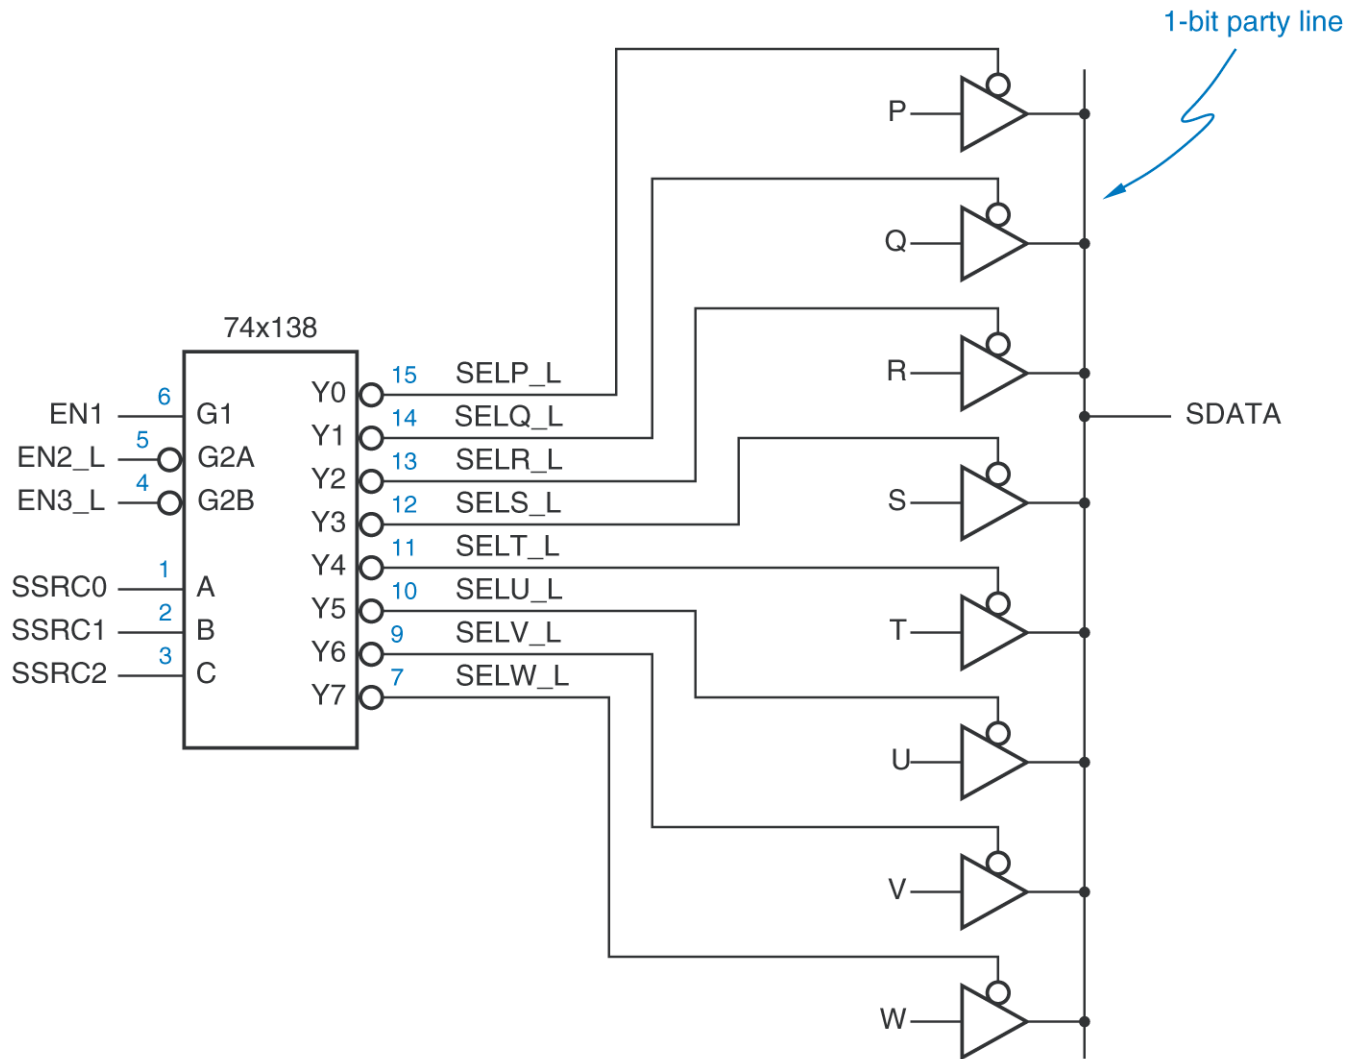 1-bit party line
P
Q
74x138
R
6 EN1 G1
5 EN2_L G2A
4 EN3_L G2B
1 SSRC0 A
2 SSRC1 B
3 SSRC2 C
Y0 15 SELP_L
Y1 14 SELQ_L
Y2 13 SELR_L
Y3 12 SELS_L
Y4 11 SELT_L
Y5 10 SELU_L
Y6 9 SELV_L
Y7 7 SELW_L
SDATA
S
T
U
V
W